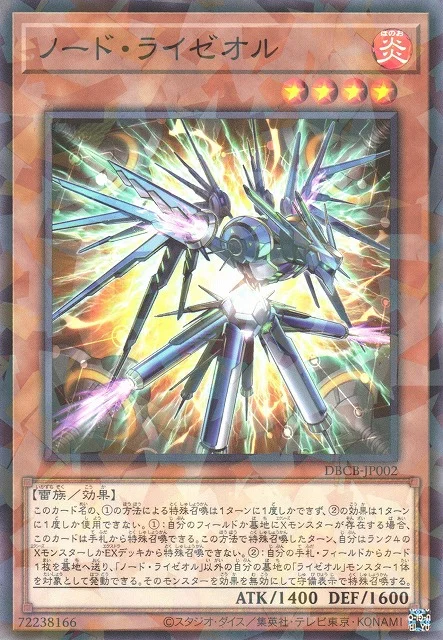 ノード・ライゼオル
炎
ほのお
DBCB-JP002
【雷族/効果】
このカード名の、①の方法による特殊召喚は1ターンに1度しかできず、②の効果は1ターン
に1度しか使用できない。①:自分のフィールドか墓地にXモンスターが存在する場合、
このカードは手札から特殊召喚できる。この方法で特殊召喚したターン、自分はランク4の
XモンスターしかEXデッキから特殊召喚できない。②:自分の手札・フィールドからカード
1枚を墓地へ送り、「ノード・ライゼオル」以外の自分の墓地の「ライゼオル」モンスター1体
を対象として発動できる。そのモンスターを効果を無効にして守備表示で特殊召喚する。
ATK/1400 DEF/1600
72238166
©スタジオ・ダイス/集英社・テレビ東京・KONAMI